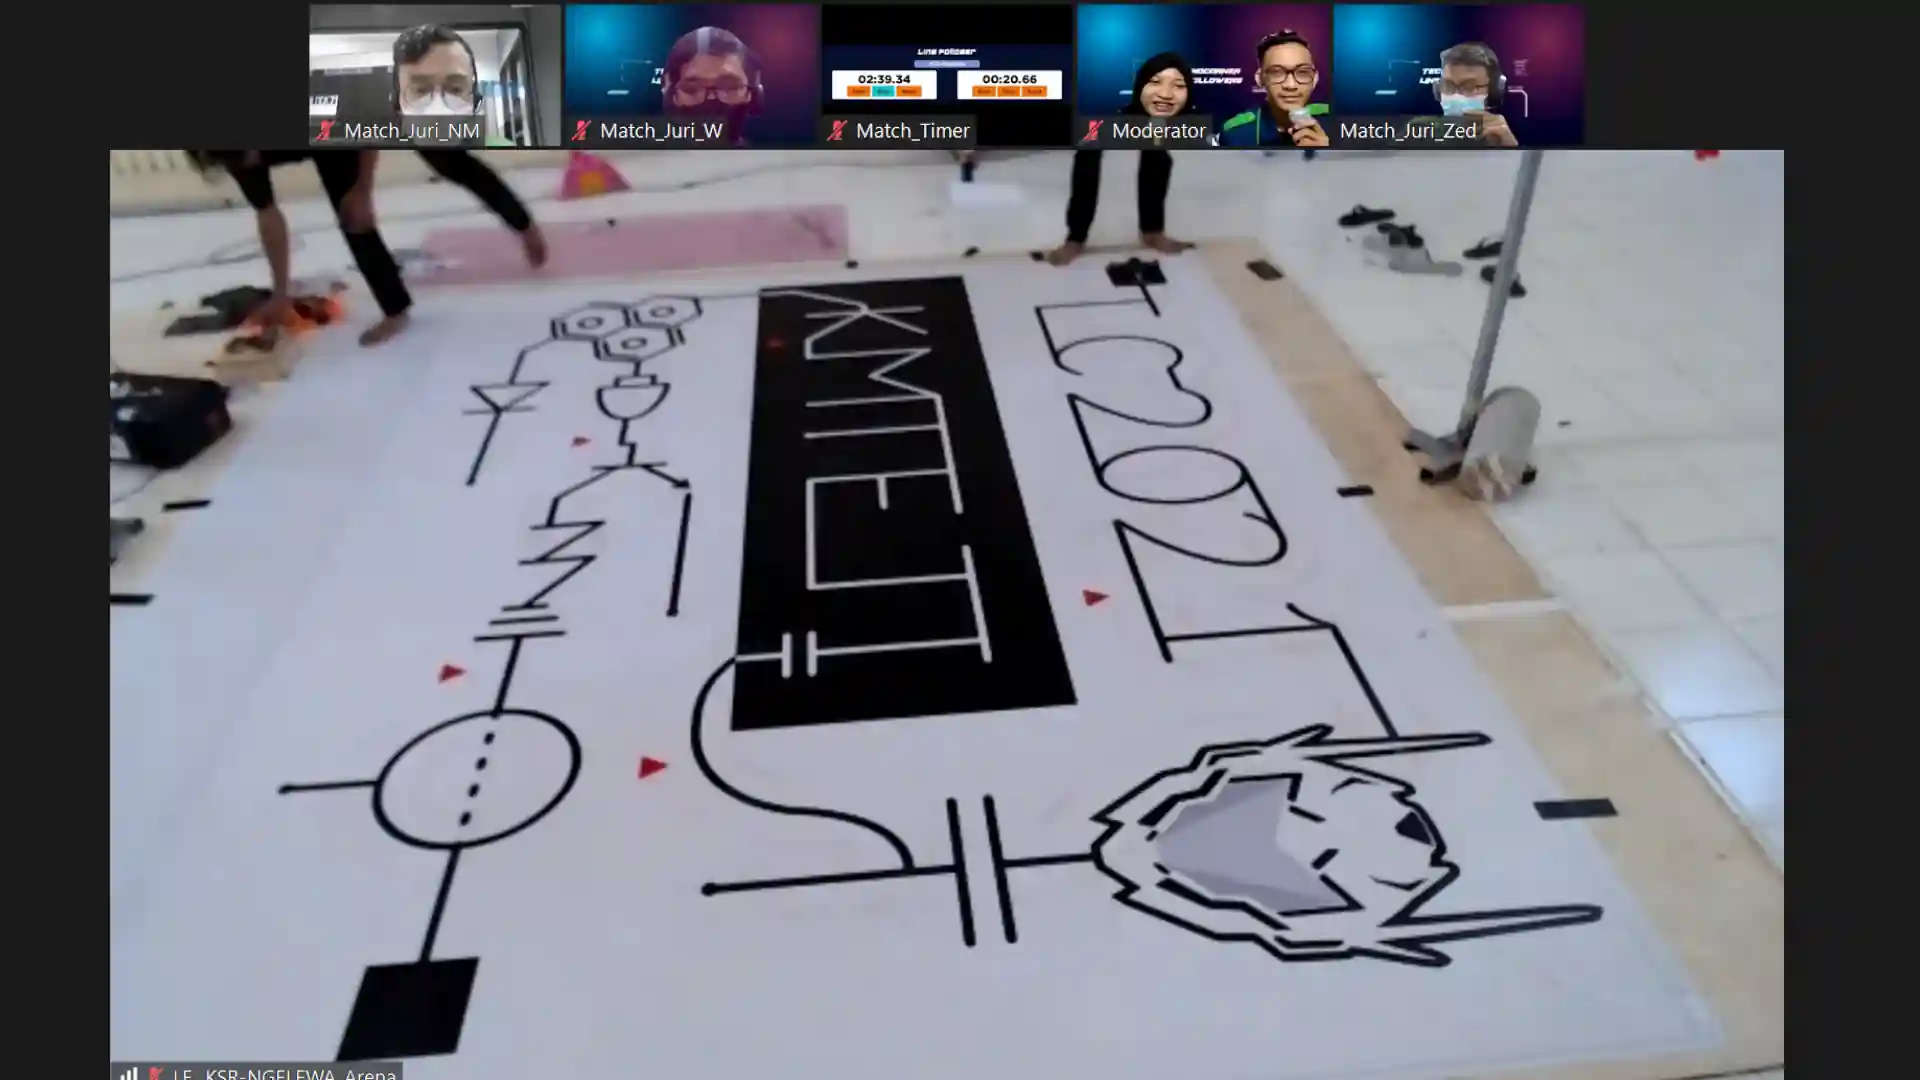 Line Follower
02:39.34
00:20.66
Match_Juri_NM
Match_Juri_W
Match_Timer
Moderator
Match_Juri_Zed
KMTETI
LC2021
LF_KSR-NGELEWA_Arena